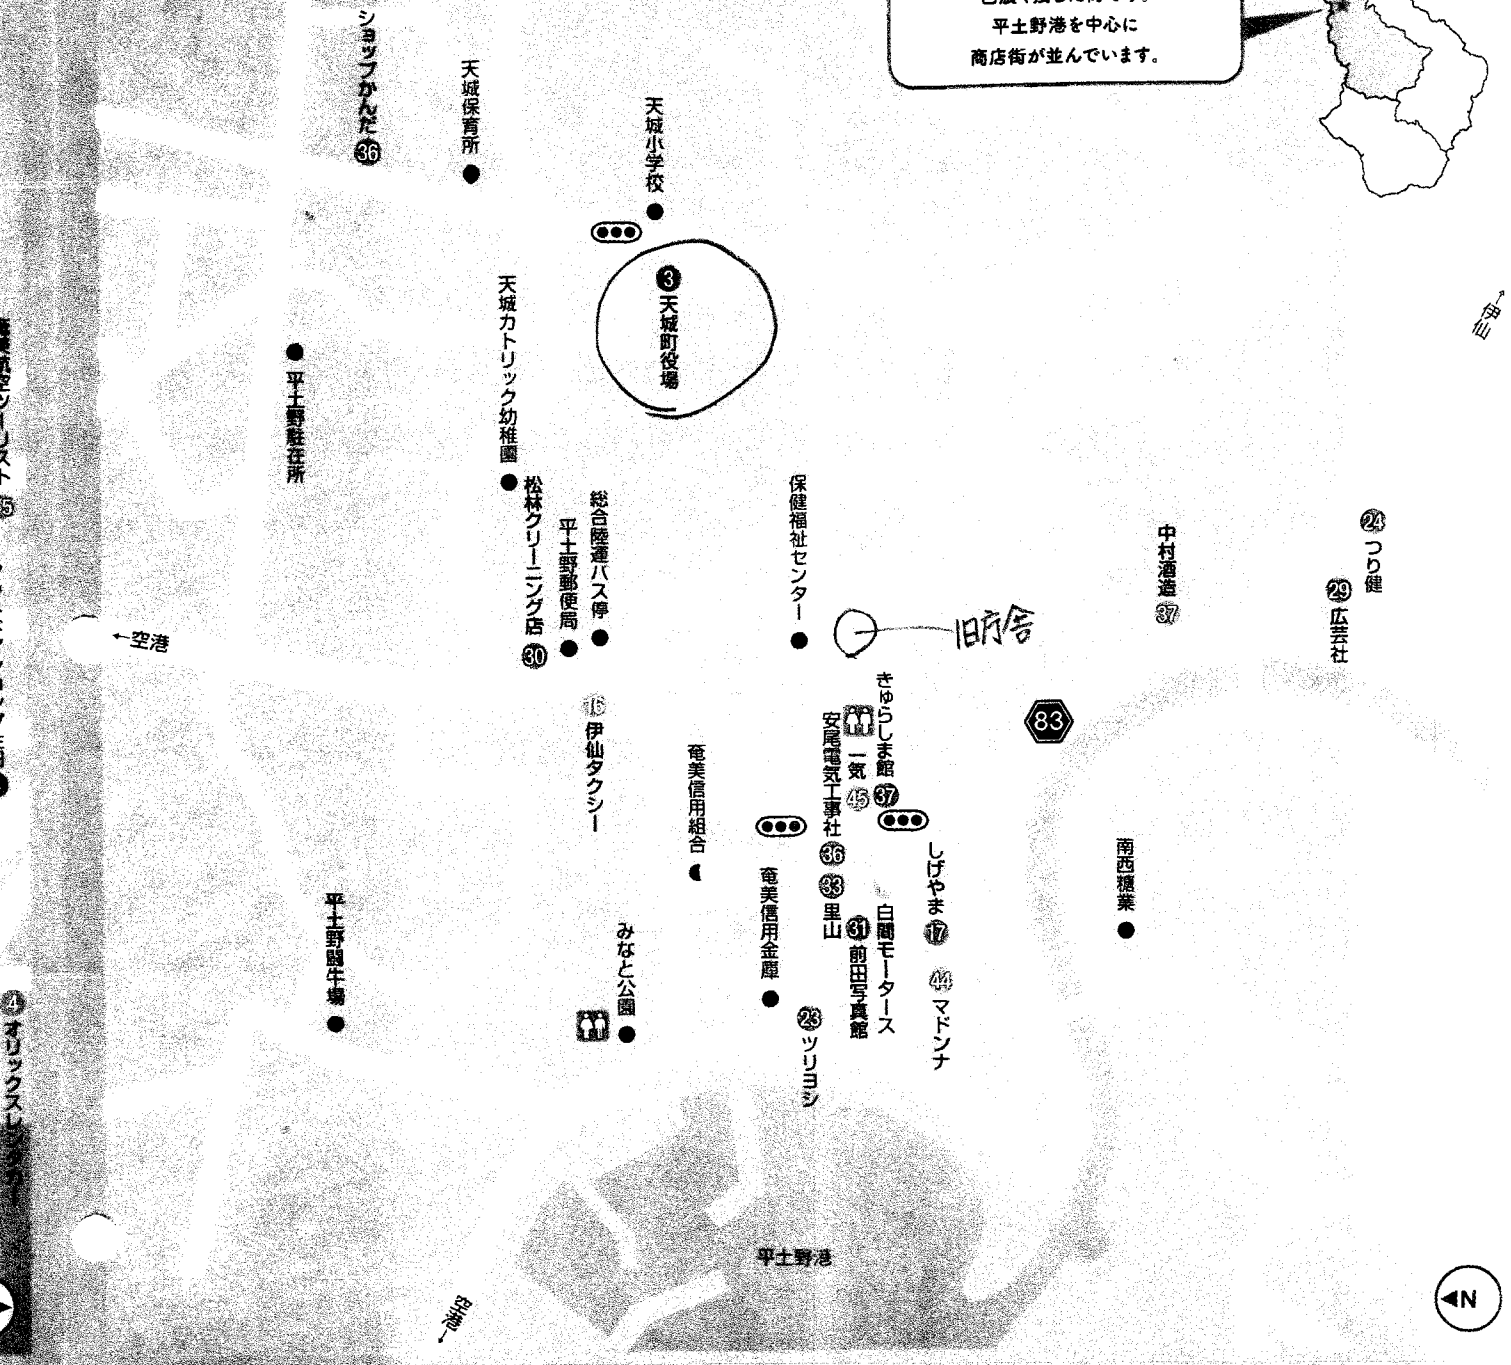 平土野港を中心に
商店街が並んでいます。
ショップかんだ 36
天城保育所
天城小学校
3 天城町役場
天城カトリック幼稚園
平土野駐在所
伊仙
松林クリーニング店 30
平土野郵便局
総合陸運バス停
保健福祉センター
旧庁舎
中村酒造 37
24 つり健
29 広芸社
←空港
16 伊仙タクシー
奄美信用組合
安尾電気工事社 36
一気 45
きゅらしま館 37
83
33 里山
31 前田写真館
白間モータース
しげやま 17
44 マドンナ
南西糖業
奄美信用金庫
23 ツリヨシ
みなと公園
平土野闘牛場
4 オリックスレンタカー
平土野港
空港
N